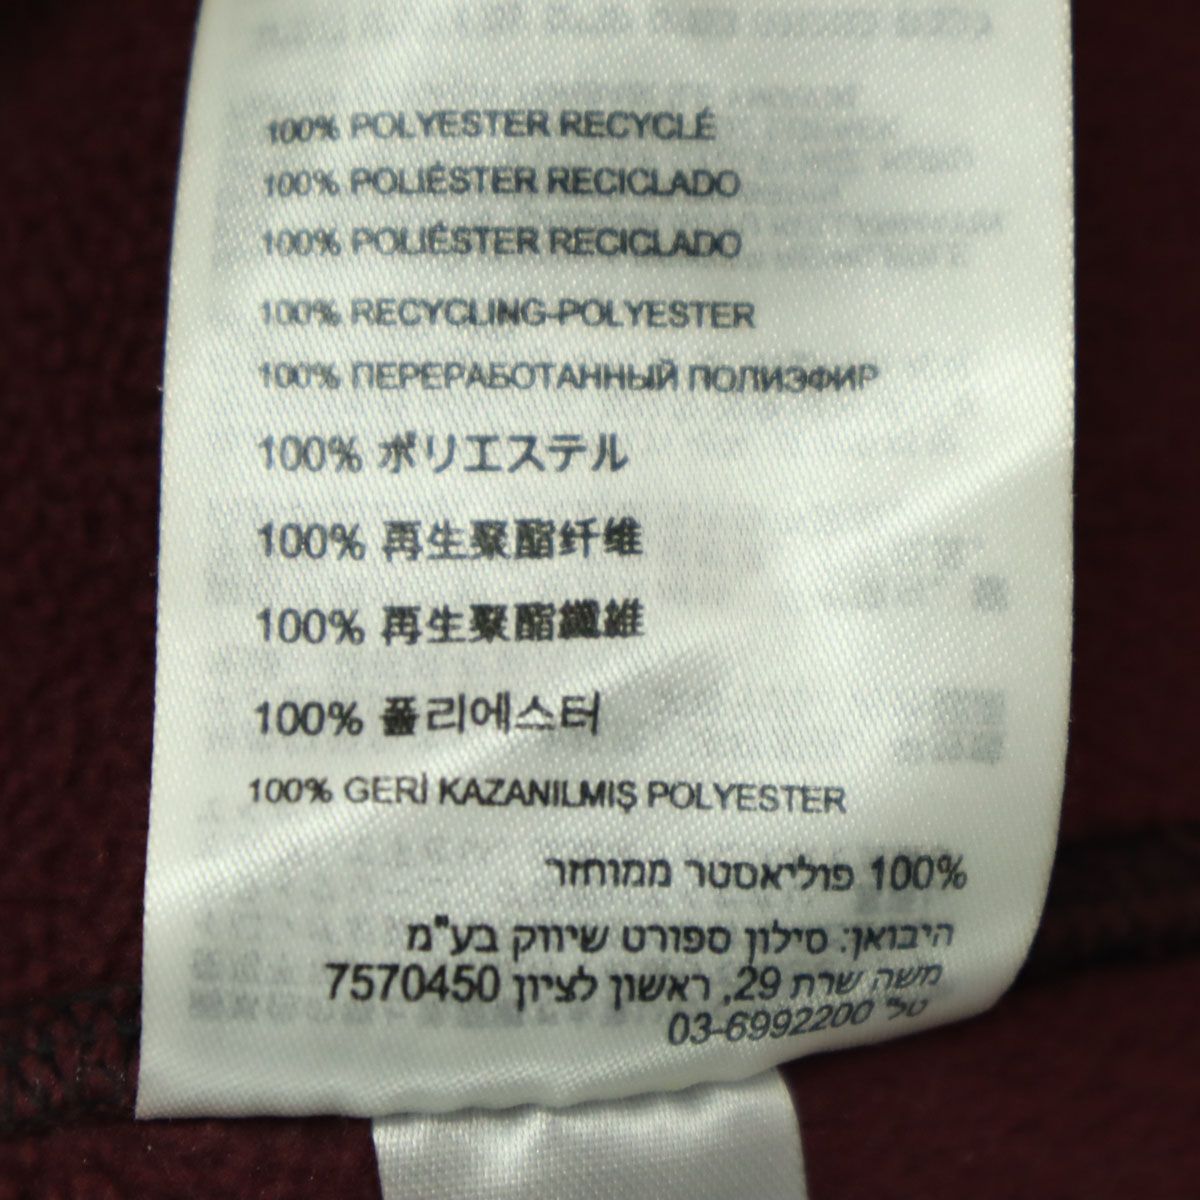 100% POLYESTER RECYCLÉ
100% POLIÉSTER RECICLADO
100% POLIÉSTER RECICLADO
100% RECYCLING-POLYESTER
100% ПЕРЕРАБОТАННЫЙ ПОЛИЭФИР
100% ポリエステル
100% 再生聚酯纤维
100% 再生聚酯纖維
100% 폴리에스터
100% GERİ KAZANILMIŞ POLYESTER
100% פוליאסטר ממוחזר
היבואן: סילון ספורט שיווק בע"מ
משה שרת 29, ראשון לציון 7570450
טל' 03-6992200